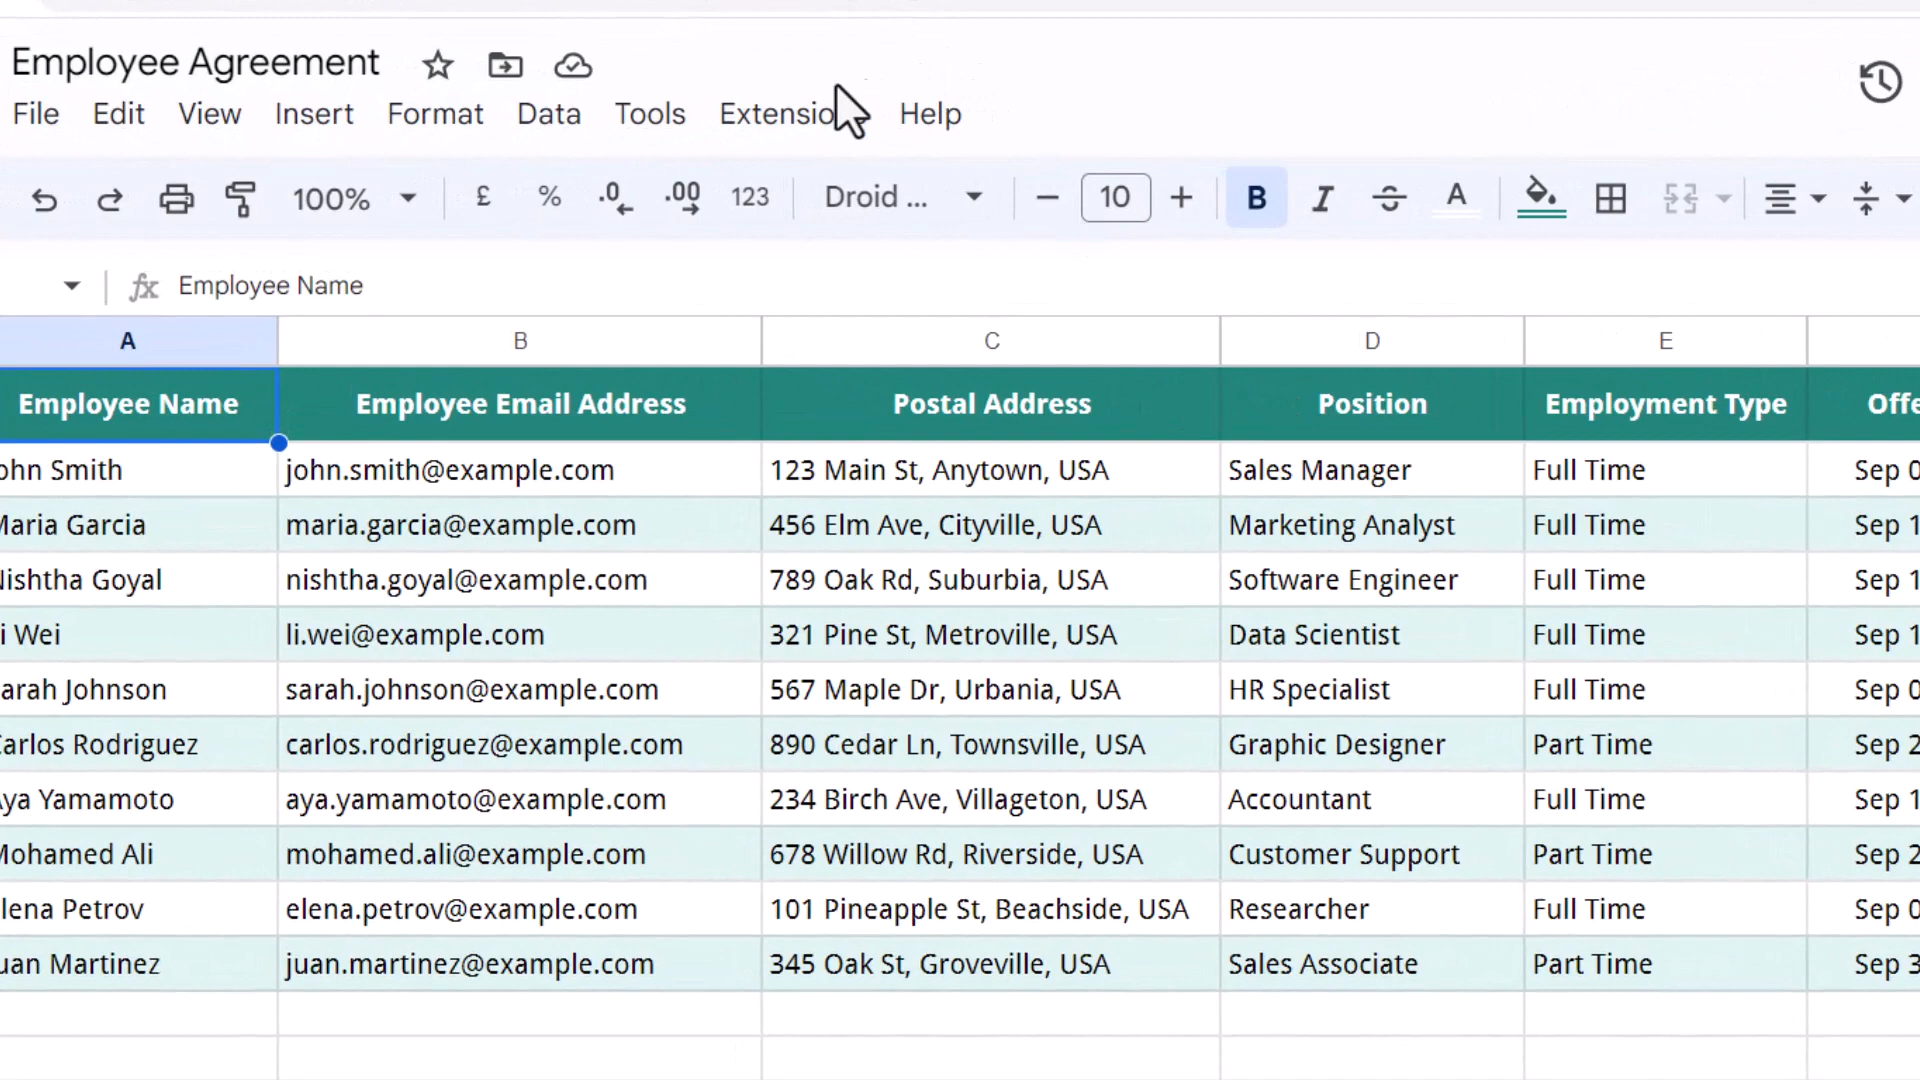 Employee Agreement
File Edit View Insert Format Data Tools Extensio Help
100% £ % .0 .00 123 Droid ... 10 B I A
fx Employee Name
A B C D E
Employee Name Employee Email Address Postal Address Position Employment Type Offe
ohn Smith john.smith@example.com 123 Main St, Anytown, USA Sales Manager Full Time Sep 0
Maria Garcia maria.garcia@example.com 456 Elm Ave, Cityville, USA Marketing Analyst Full Time Sep 1
Nishtha Goyal nishtha.goyal@example.com 789 Oak Rd, Suburbia, USA Software Engineer Full Time Sep 1
i Wei li.wei@example.com 321 Pine St, Metroville, USA Data Scientist Full Time Sep 1
arah Johnson sarah.johnson@example.com 567 Maple Dr, Urbania, USA HR Specialist Full Time Sep 0
Carlos Rodriguez carlos.rodriguez@example.com 890 Cedar Ln, Townsville, USA Graphic Designer Part Time Sep 2
Aya Yamamoto aya.yamamoto@example.com 234 Birch Ave, Villageton, USA Accountant Full Time Sep 1
Mohamed Ali mohamed.ali@example.com 678 Willow Rd, Riverside, USA Customer Support Part Time Sep 2
lena Petrov elena.petrov@example.com 101 Pineapple St, Beachside, USA Researcher Full Time Sep 0
uan Martinez juan.martinez@example.com 345 Oak St, Groveville, USA Sales Associate Part Time Sep 3